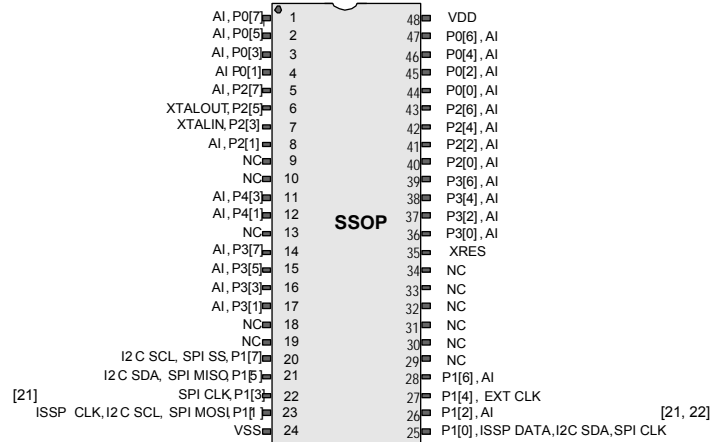 AI, P0[7] 1 48 VDD
AI, P0[5] 2 47 P0[6], AI
AI, P0[3] 3 46 P0[4], AI
AI P0[1] 4 45 P0[2], AI
AI, P2[7] 5 44 P0[0], AI
XTALOUT, P2[5] 6 43 P2[6], AI
XTALIN, P2[3] 7 42 P2[4], AI
AI, P2[1] 8 41 P2[2], AI
NC 9 40 P2[0], AI
NC 10 39 P3[6], AI
AI, P4[3] 11 38 P3[4], AI
AI, P4[1] 12 37 P3[2], AI
SSOP
NC 13 36 P3[0], AI
AI, P3[7] 14 35 XRES
AI, P3[5] 15 34 NC
AI, P3[3] 16 33 NC
AI, P3[1] 17 32 NC
NC 18 31 NC
NC 19 30 NC
I2C SCL, SPI SS, P1[7] 20 29 NC
I2C SDA, SPI MISO, P1[5] 21 28 P1[6], AI
[21] SPI CLK, P1[3] 22 27 P1[4], EXT CLK
ISSP CLK, I2C SCL, SPI MOSI, P1[1] 23 26 P1[2], AI [21, 22]
VSS 24 25 P1[0], ISSP DATA, I2C SDA, SPI CLK